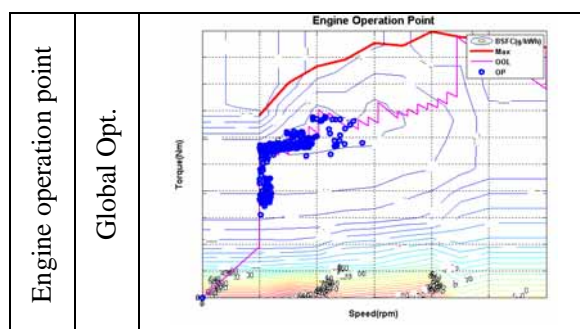 Engine operation point
Global Opt.
Engine Operation Point
BSFC(g/kWh)
Max
OOL
OP
Torque(Nm)
Speed(rpm)